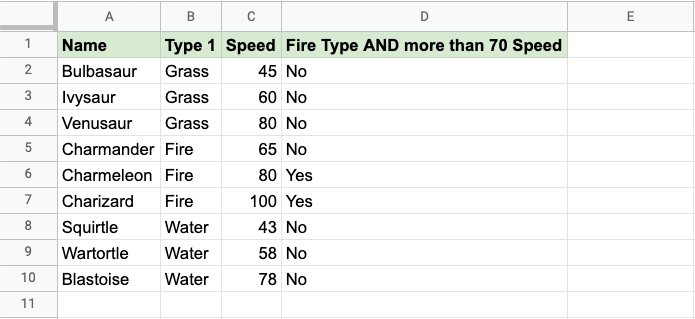 A B C D E
1 Name Type 1 Speed Fire Type AND more than 70 Speed
2 Bulbasaur Grass 45 No
3 Ivysaur Grass 60 No
4 Venusaur Grass 80 No
5 Charmander Fire 65 No
6 Charmeleon Fire 80 Yes
7 Charizard Fire 100 Yes
8 Squirtle Water 43 No
9 Wartortle Water 58 No
10 Blastoise Water 78 No
11